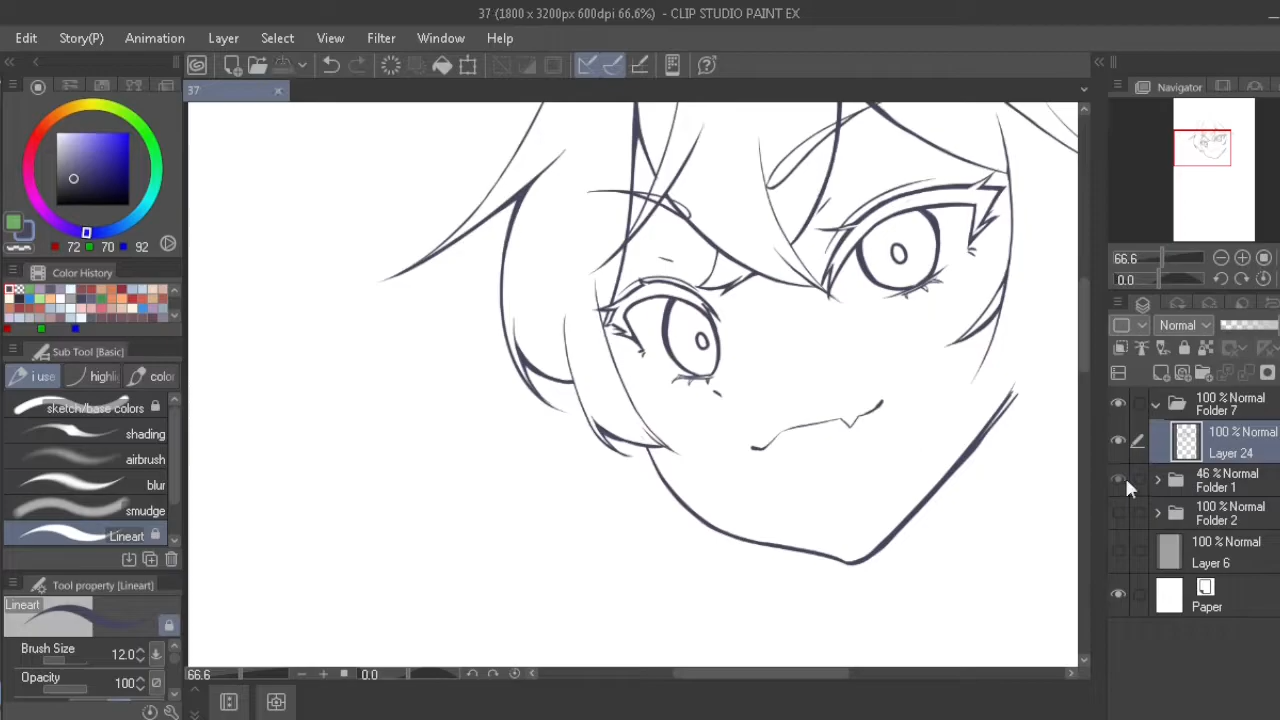 37 (1800 x 3200px 600dpi 66.6%) - CLIP STUDIO PAINT EX
Edit Story(P) Animation Layer Select View Filter Window Help
37
Navigator
66.6
0.0
72 70 92
Color History
Sub Tool [Basic]
i use highli color
sketch/base colors
shading
airbrush
blur
smudge
Lineart
Tool property [Lineart]
Lineart
Brush Size 12.0
Opacity 100
66.6 0.0
Normal
100 % Normal
Folder 7
100 % Normal
Layer 24
46 % Normal
Folder 1
100 % Normal
Folder 2
100 % Normal
Layer 6
Paper